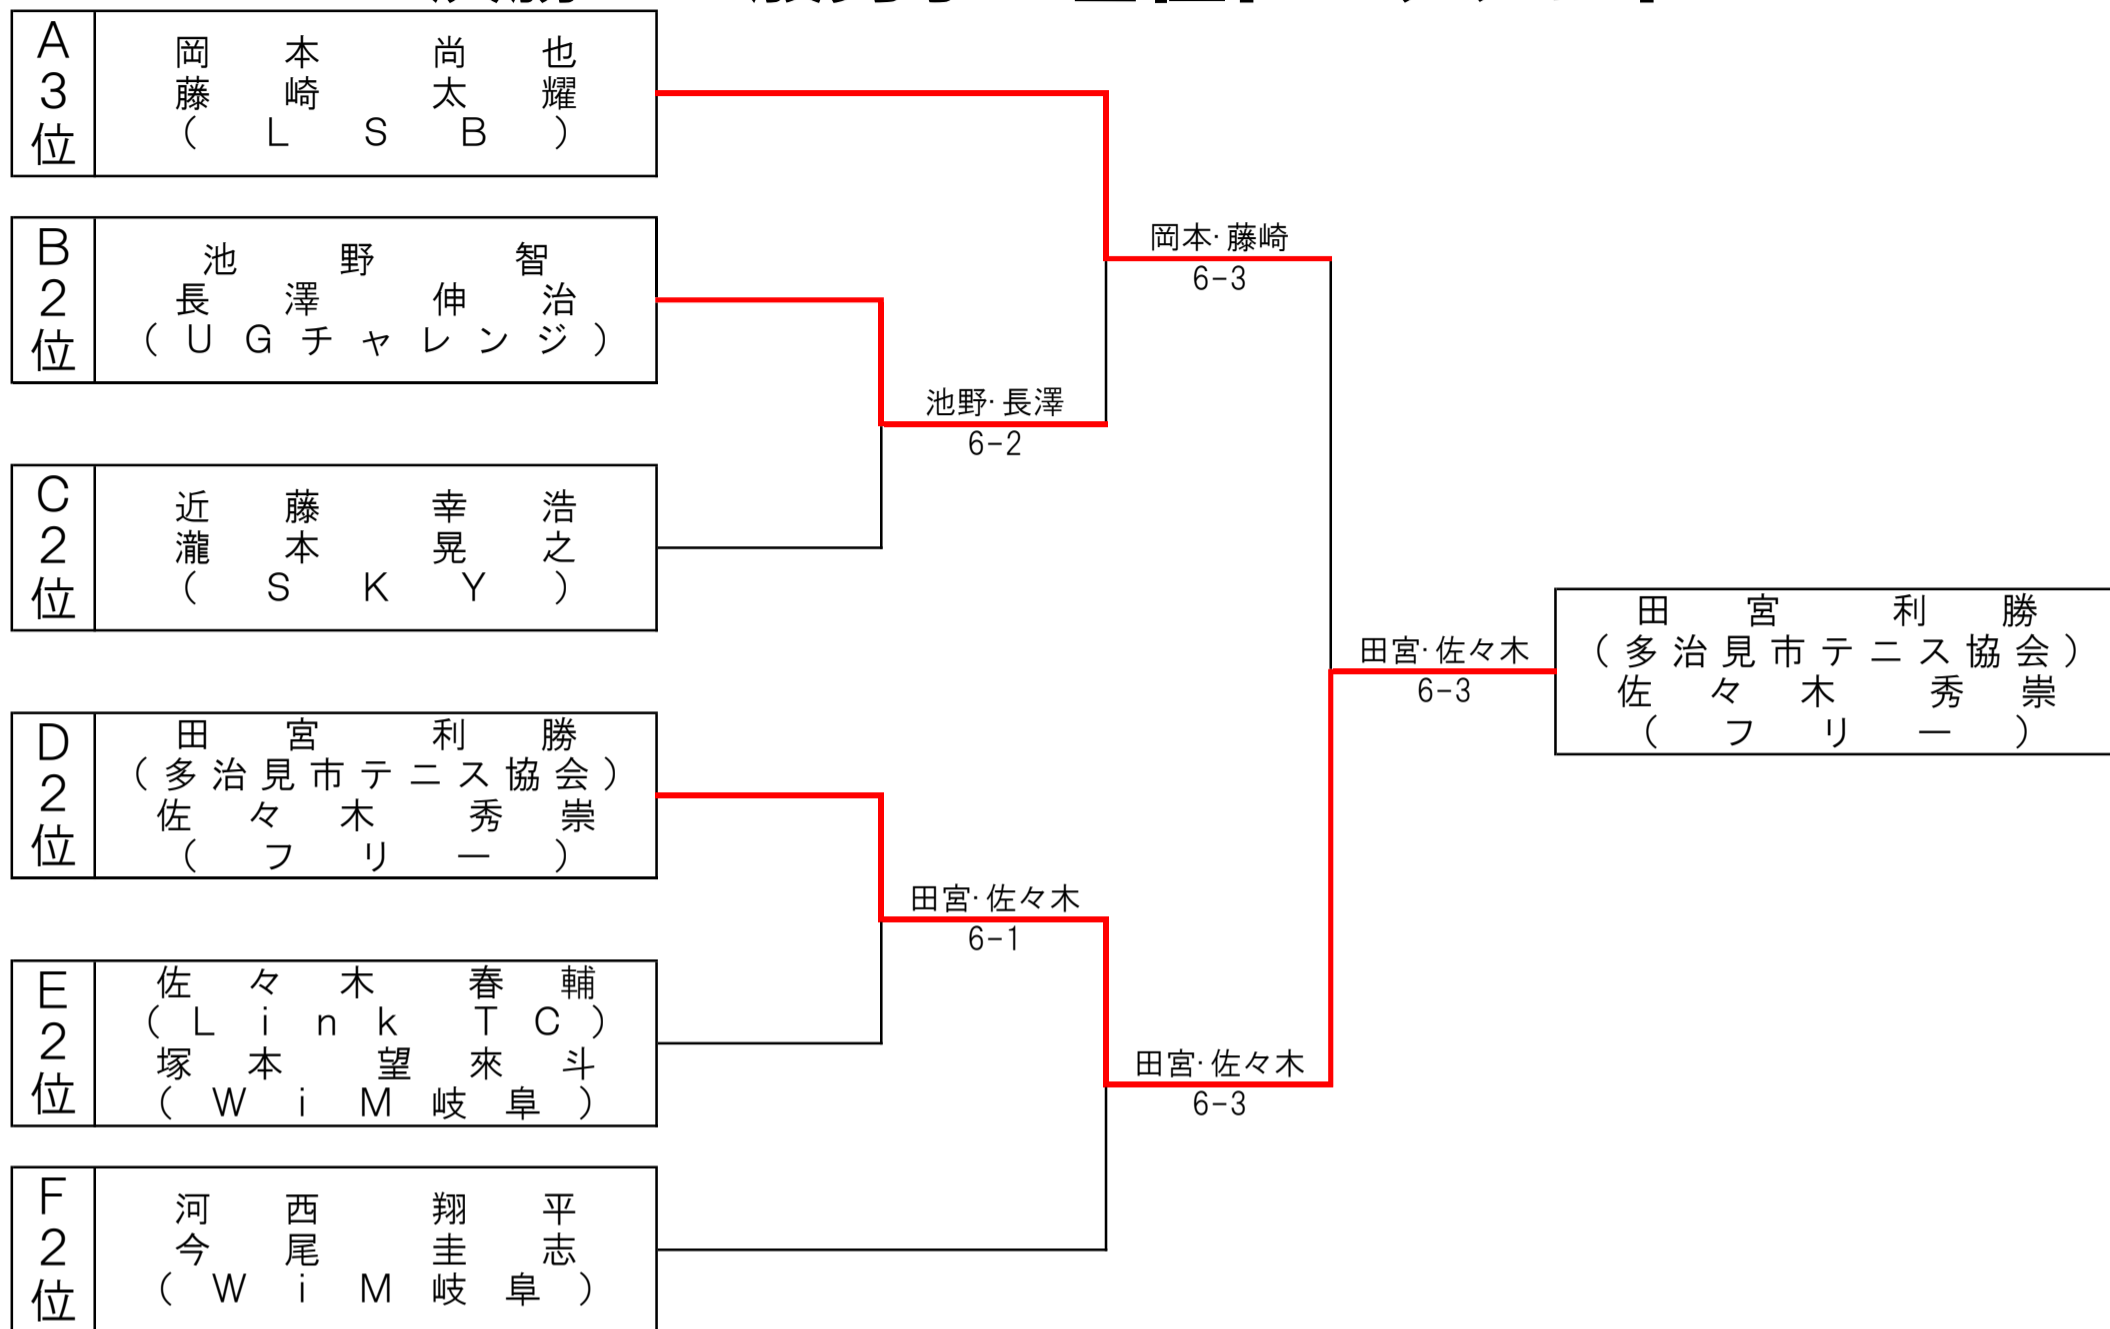 A3位
岡本 尚也
藤崎 太耀
(LSB)
B2位
池野 智
長澤 伸治
(UGチャレンジ)
C2位
近藤 幸浩
瀧本 晃之
(SKY)
D2位
田宮 利勝
(多治見市テニス協会)
佐々木 秀崇
(フリー)
E2位
佐々木 春輔
(Link TC)
塚本 望來斗
(WiM岐阜)
F2位
河西 翔平
今尾 圭志
(WiM岐阜)
池野・長澤
6-2
田宮・佐々木
6-1
岡本・藤崎
6-3
田宮・佐々木
6-3
田宮・佐々木
6-3
田宮 利勝
(多治見市テニス協会)
佐々木 秀崇
(フリー)